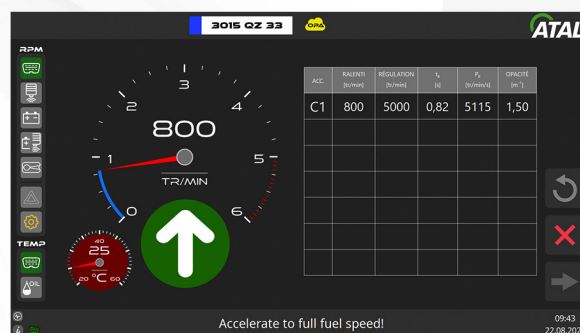 3015 QZ 33
OPA
ATAL
RPM
3
2
4
800
1
5
TR/MIN
0
6
TEMP
40
25
20 °C 60
OIL
ACC. RALENTI [tr/min] RÉGULATION [tr/min] t [s] P [tr/min/s] OPACITÉ [m⁻¹]
C1 800 5000 0,82 5115 1,50
Accelerate to full fuel speed!
09:43
22.08.202